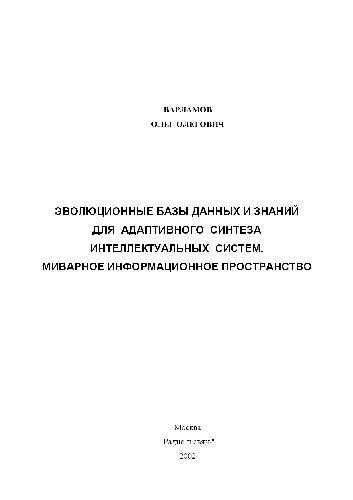 ВАРЛАМОВ
ОЛЕГ ОЛЕГОВИЧ
ЭВОЛЮЦИОННЫЕ БАЗЫ ДАННЫХ И ЗНАНИЙ
ДЛЯ АДАПТИВНОГО СИНТЕЗА
ИНТЕЛЛЕКТУАЛЬНЫХ СИСТЕМ.
МИВАРНОЕ ИНФОРМАЦИОННОЕ ПРОСТРАНСТВО
Москва
"Радио и связь"
2002